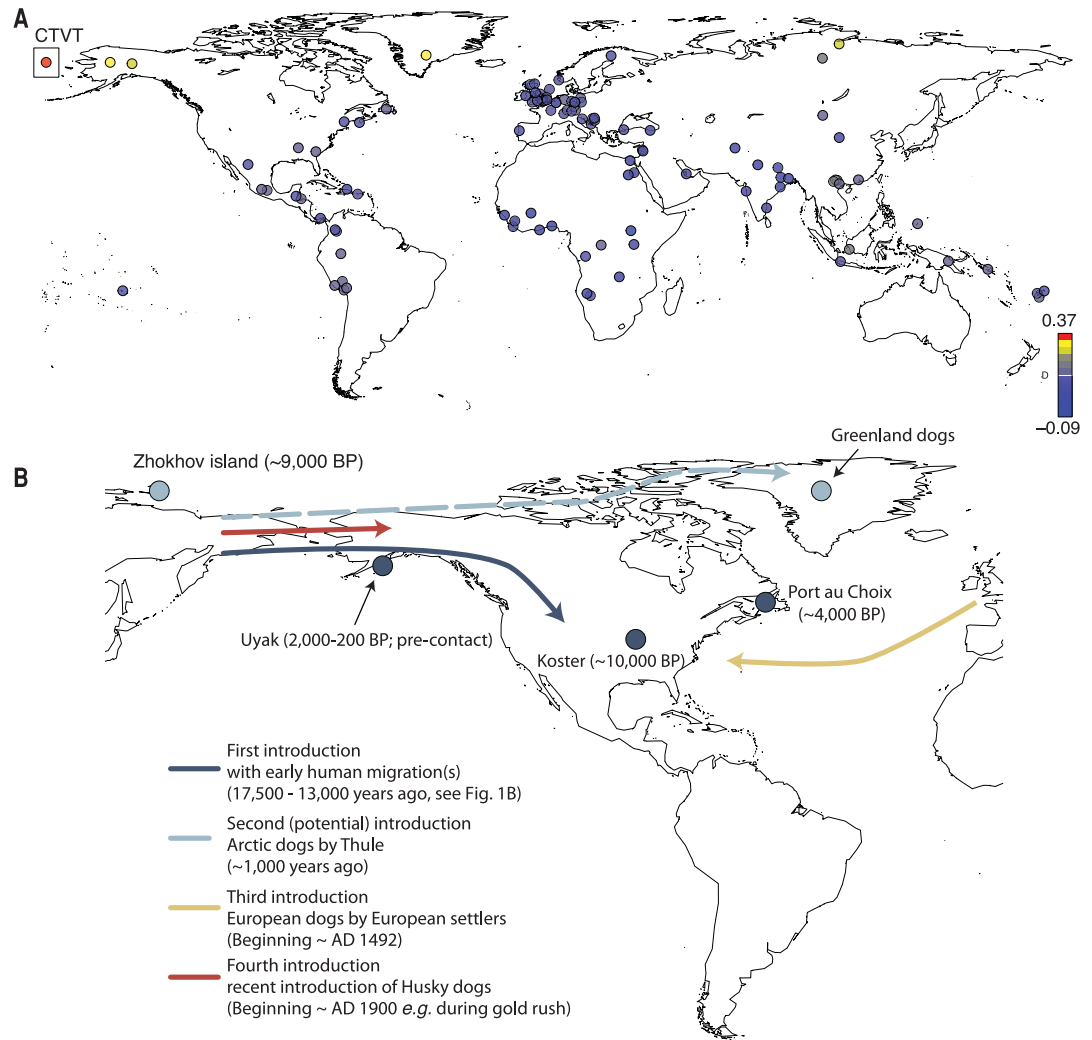 A
CTVT
0.37
0
−0.09
B
Zhokhov island (~9,000 BP)
Greenland dogs
Port au Choix
(~4,000 BP)
Uyak (2,000-200 BP; pre-contact)
Koster (~10,000 BP)
First introduction
with early human migration(s)
(17,500 - 13,000 years ago, see Fig. 1B)
Second (potential) introduction
Arctic dogs by Thule
(~1,000 years ago)
Third introduction
European dogs by European settlers
(Beginning ~ AD 1492)
Fourth introduction
recent introduction of Husky dogs
(Beginning ~ AD 1900 e.g. during gold rush)